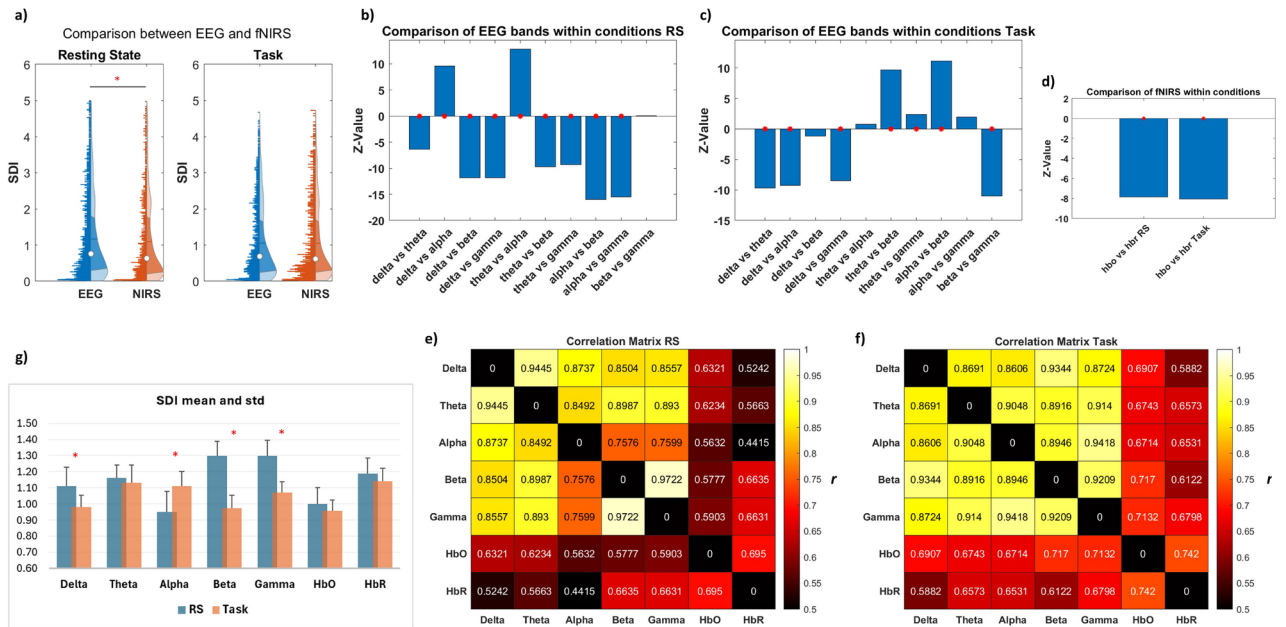 a)
Comparison between EEG and fNIRS
Resting State
Task
*
SDI
6
5
4
3
2
1
0
EEG
NIRS
SDI
6
5
4
3
2
1
0
EEG
NIRS
b)
Comparison of EEG bands within conditions RS
Z-Value
10
5
0
-5
-10
-15
-20
delta vs theta
delta vs alpha
delta vs beta
delta vs gamma
theta vs alpha
theta vs beta
theta vs gamma
alpha vs beta
alpha vs gamma
beta vs gamma
c)
Comparison of EEG bands within conditions Task
Z-Value
10
5
0
-5
-10
-15
delta vs theta
delta vs alpha
delta vs beta
delta vs gamma
theta vs alpha
theta vs beta
theta vs gamma
alpha vs beta
alpha vs gamma
beta vs gamma
d)
Comparison of fNIRS within conditions
Z-Value
0
-2
-4
-6
-8
-10
hbo vs hbr RS
hbo vs hbr Task
g)
SDI mean and std
1.50
1.40
1.30
1.20
1.10
1.00
0.90
0.80
0.70
0.60
* * * *
Delta Theta Alpha Beta Gamma HbO HbR
RS Task
e)
Correlation Matrix RS
Delta 0 0.9445 0.8737 0.8504 0.8557 0.6321 0.5242
Theta 0.9445 0 0.8492 0.8987 0.893 0.6234 0.5663
Alpha 0.8737 0.8492 0 0.7576 0.7599 0.5632 0.4415
Beta 0.8504 0.8987 0.7576 0 0.9722 0.5777 0.6635
Gamma 0.8557 0.893 0.7599 0.9722 0 0.5903 0.6631
HbO 0.6321 0.6234 0.5632 0.5777 0.5903 0 0.695
HbR 0.5242 0.5663 0.4415 0.6635 0.6631 0.695 0
Delta Theta Alpha Beta Gamma HbO HbR
1
0.95
0.9
0.85
0.8
0.75
0.7
0.65
0.6
0.55
0.5
r
f)
Correlation Matrix Task
Delta 0 0.8691 0.8606 0.9344 0.8724 0.6907 0.5882
Theta 0.8691 0 0.9048 0.8916 0.914 0.6743 0.6573
Alpha 0.8606 0.9048 0 0.8946 0.9418 0.6714 0.6531
Beta 0.9344 0.8916 0.8946 0 0.9209 0.717 0.6122
Gamma 0.8724 0.914 0.9418 0.9209 0 0.7132 0.6798
HbO 0.6907 0.6743 0.6714 0.717 0.7132 0 0.742
HbR 0.5882 0.6573 0.6531 0.6122 0.6798 0.742 0
Delta Theta Alpha Beta Gamma HbO HbR
1
0.95
0.9
0.85
0.8
0.75
0.7
0.65
0.6
0.55
0.5
r